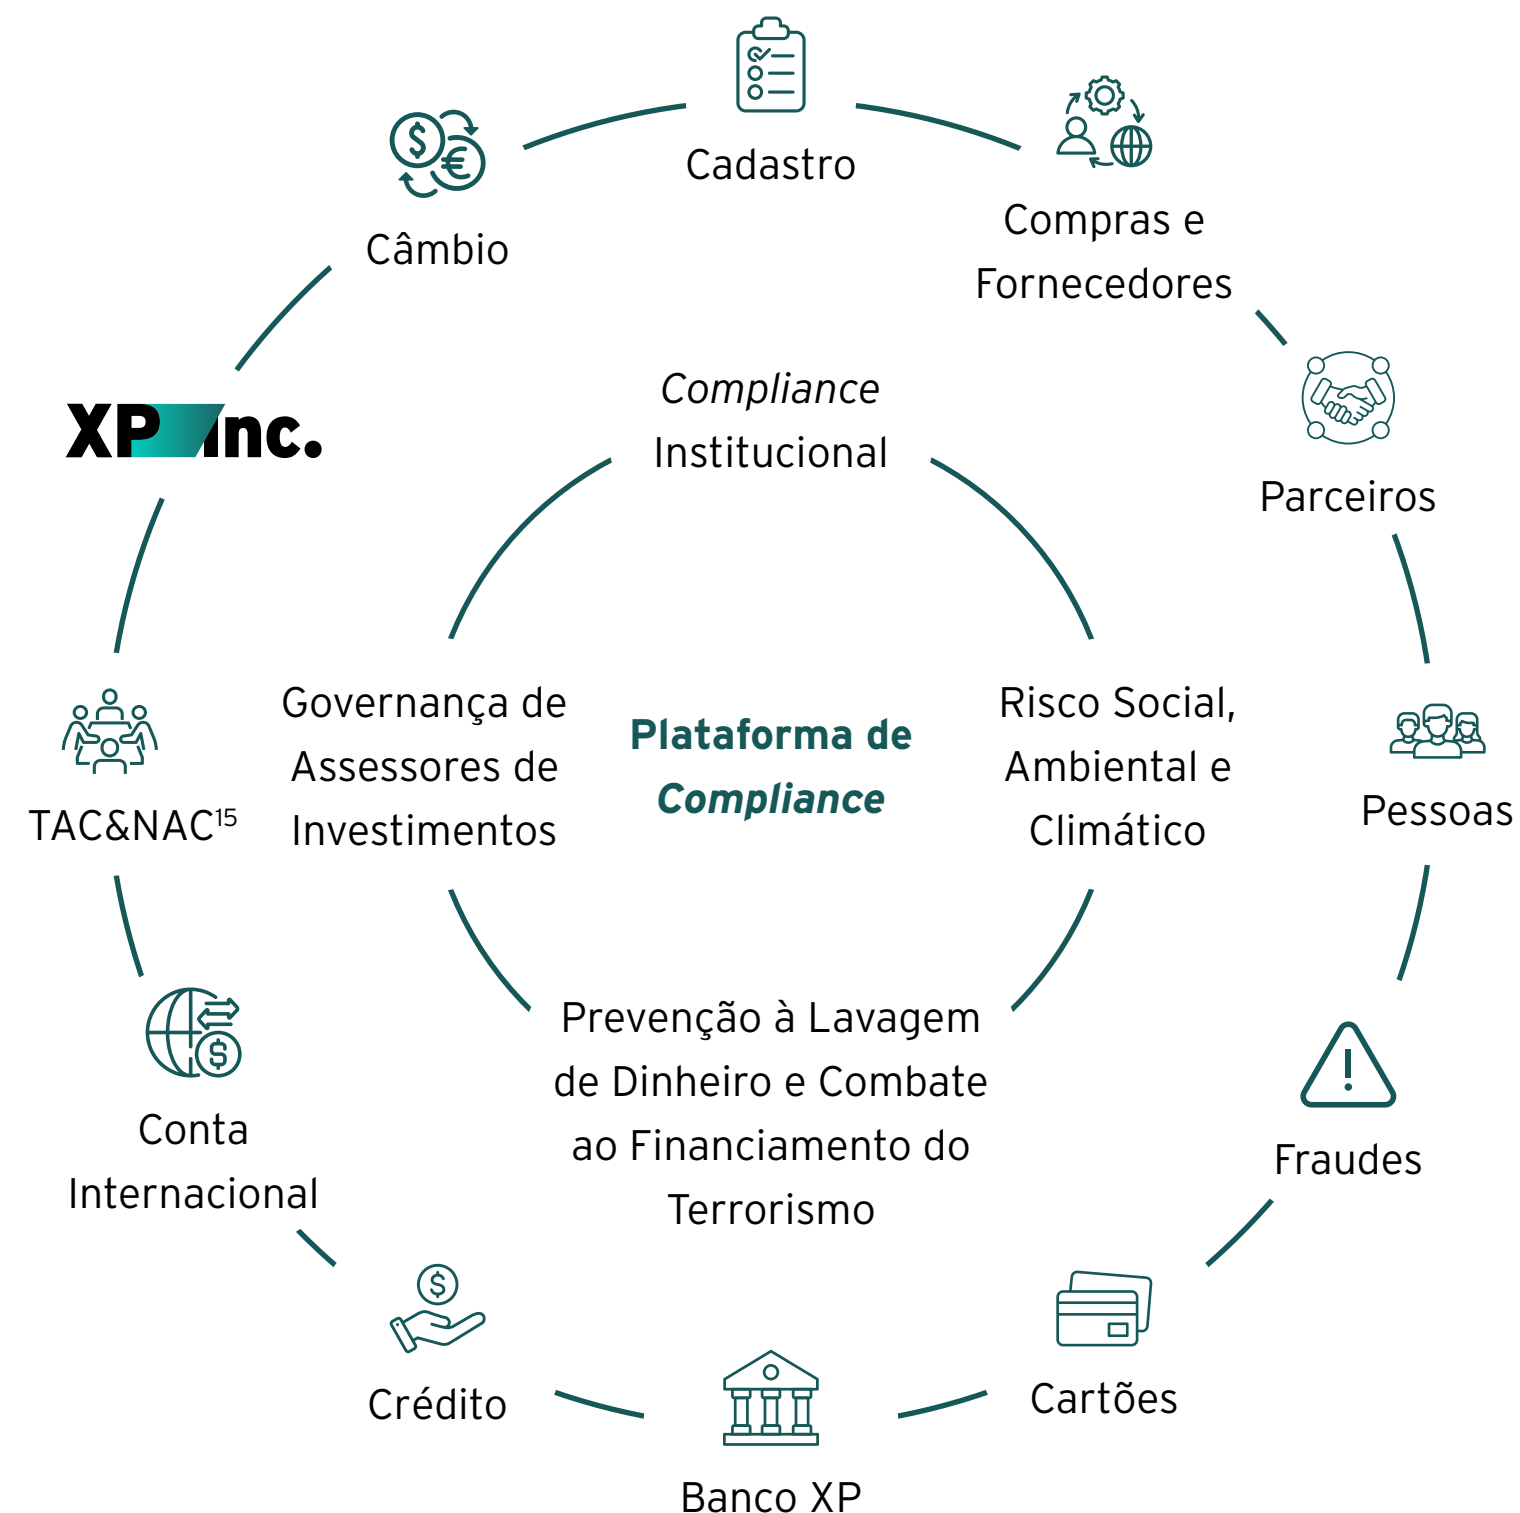 Cadastro
Compras e
Fornecedores
Parceiros
Pessoas
Fraudes
Cartões
Banco XP
Crédito
Conta
Internacional
TAC&NAC15
XP Inc.
Câmbio
Compliance
Institucional
Risco Social,
Ambiental e
Climático
Prevenção à Lavagem
de Dinheiro e Combate
ao Financiamento do
Terrorismo
Governança de
Assessores de
Investimentos
Plataforma de
Compliance